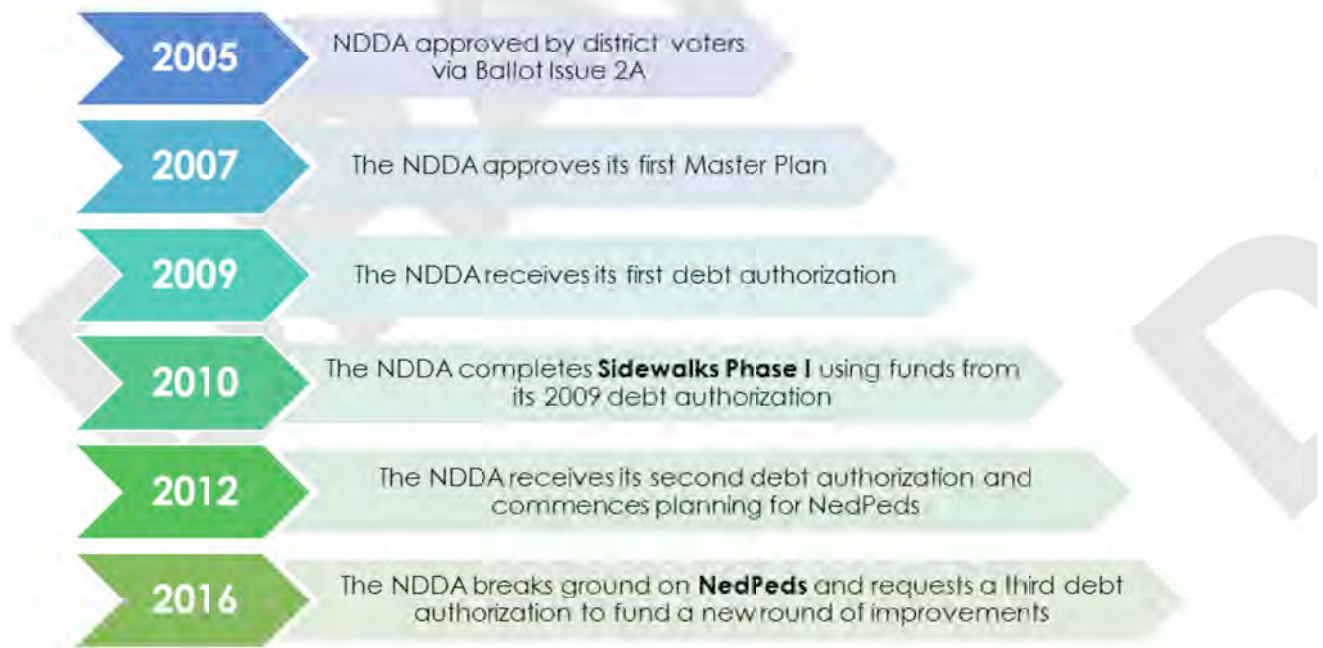 2005
NDDA approved by district voters
via Ballot Issue 2A
2007
The NDDA approves its first Master Plan
2009
The NDDA receives its first debt authorization
2010
The NDDA completes Sidewalks Phase I using funds from
its 2009 debt authorization
2012
The NDDA receives its second debt authorization and
commences planning for NedPeds
2016
The NDDA breaks ground on NedPeds and requests a third debt
authorization to fund a new round of improvements